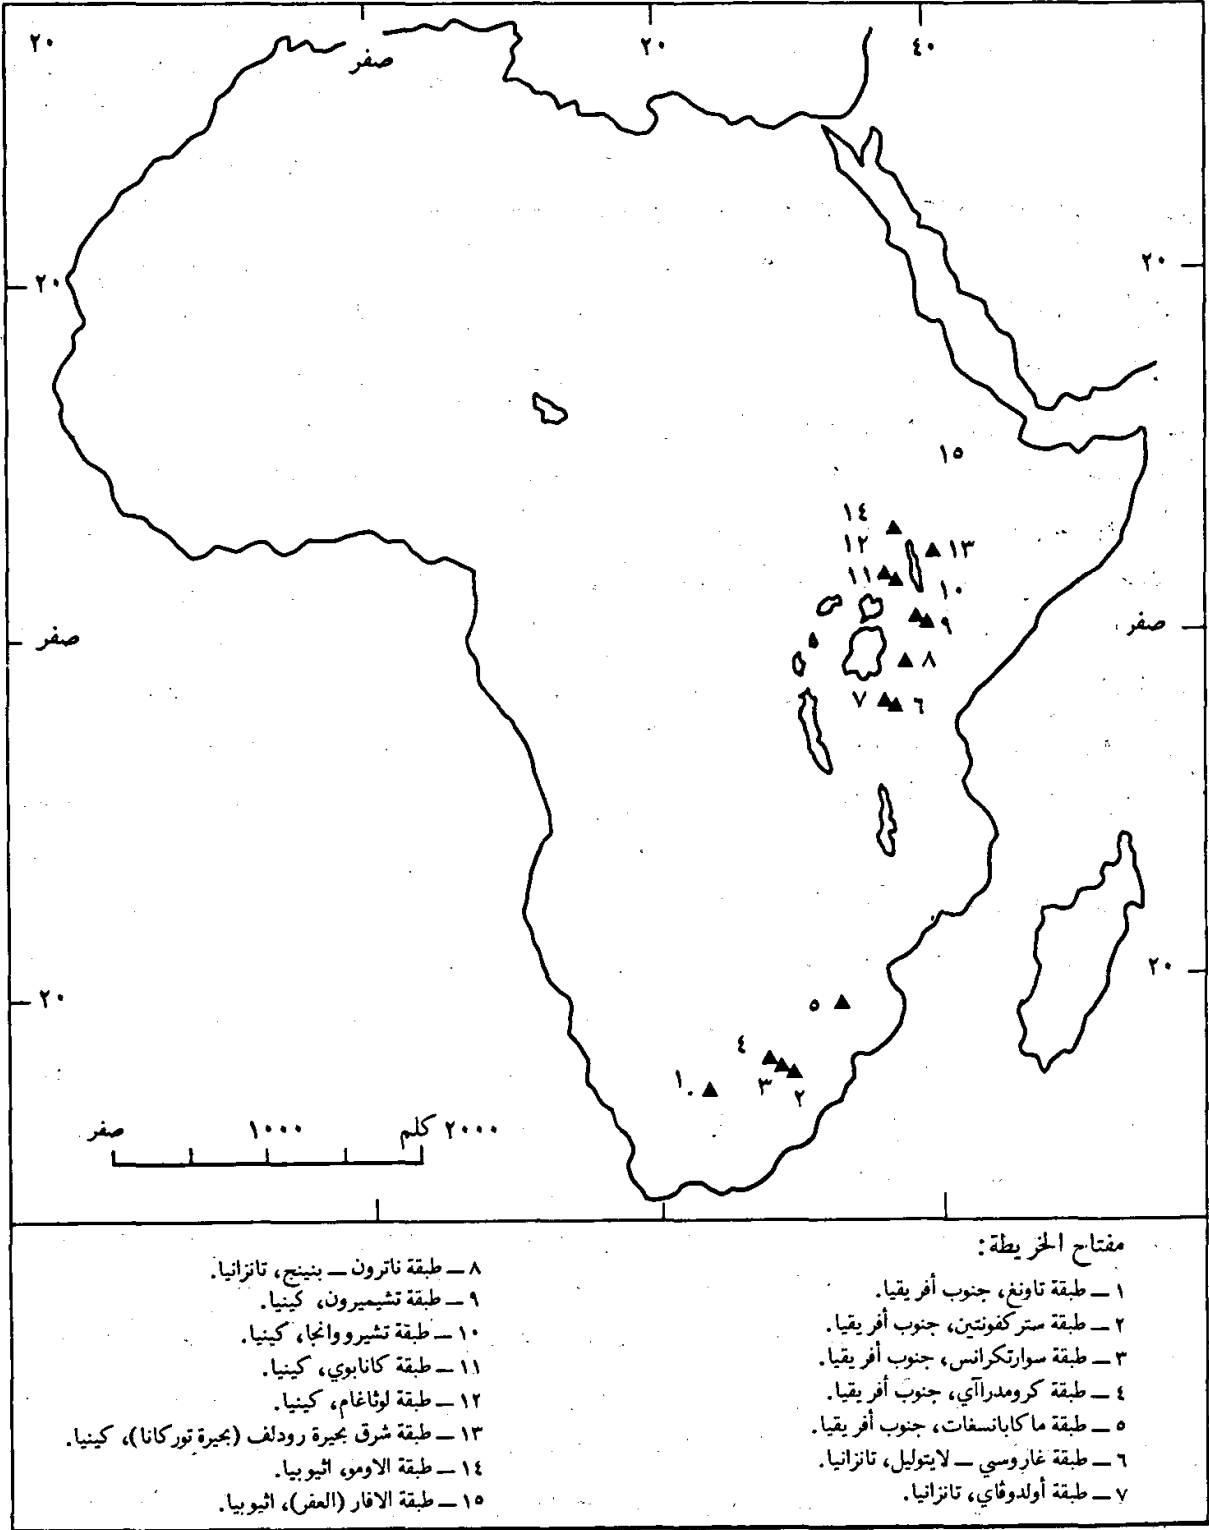 ٢٠
صفر
٢٠
٤٠
٢٠
٢٠
١٥
١٤
١٢
١٣
١١
١٠
٩
صفر
صفر
٨
٧
٦
٢٠
٢٠
٥
٤
٣
٢
١
صفر ١٠٠٠ ٢٠٠٠ كلم
مفتاح الخريطة:
١ – طبقة تاونغ، جنوب أفريقيا.
٢ – طبقة ستركفونتين، جنوب أفريقيا.
٣ – طبقة سوارتكرانس، جنوب أفريقيا.
٤ – طبقة كرومدراآي، جنوب أفريقيا.
٥ – طبقة ماكابانسغات، جنوب أفريقيا.
٦ – طبقة غاروسي – لايتوليل، تانزانيا.
٧ – طبقة أولدوڤاي، تانزانيا.
٨ – طبقة ناترون – بنينج، تانزانيا.
٩ – طبقة تشيميرون، كينيا.
١٠ – طبقة تشيرووانجا، كينيا.
١١ – طبقة كانابوي، كينيا.
١٢ – طبقة لوثاغام، كينيا.
١٣ – طبقة شرق بحيرة رودلف (بحيرة توركانا)، كينيا.
١٤ – طبقة الاومو، اثيوبيا.
١٥ – طبقة الافار (العفر)، اثيوبيا.